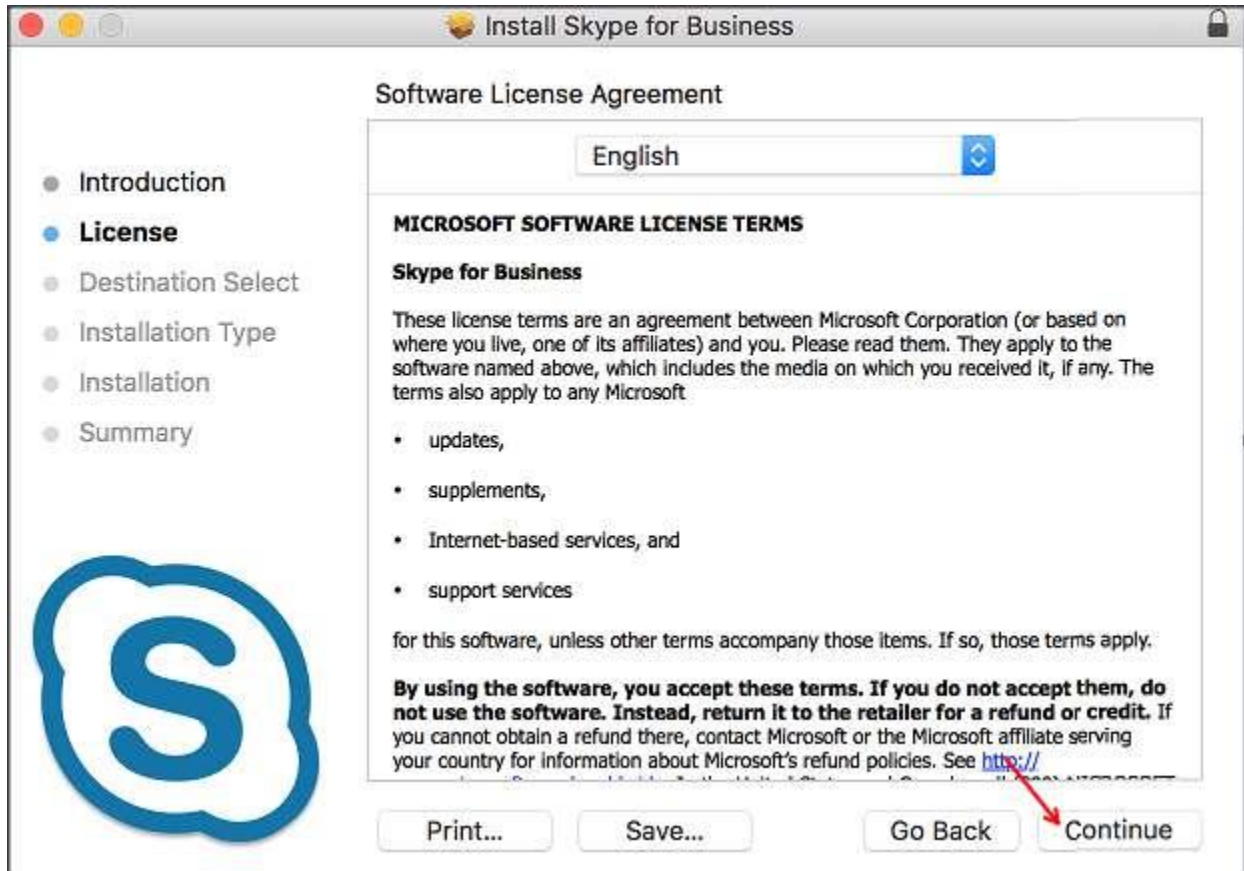 Install Skype for Business
Software License Agreement
English
Introduction
License
Destination Select
Installation Type
Installation
Summary
MICROSOFT SOFTWARE LICENSE TERMS
Skype for Business
These license terms are an agreement between Microsoft Corporation (or based on
where you live, one of its affiliates) and you. Please read them. They apply to the
software named above, which includes the media on which you received it, if any. The
terms also apply to any Microsoft
• updates,
• supplements,
• Internet-based services, and
• support services
for this software, unless other terms accompany those items. If so, those terms apply.
By using the software, you accept these terms. If you do not accept them, do
not use the software. Instead, return it to the retailer for a refund or credit. If
you cannot obtain a refund there, contact Microsoft or the Microsoft affiliate serving
your country for information about Microsoft's refund policies. See http://
S
Print...
Save...
Go Back
Continue